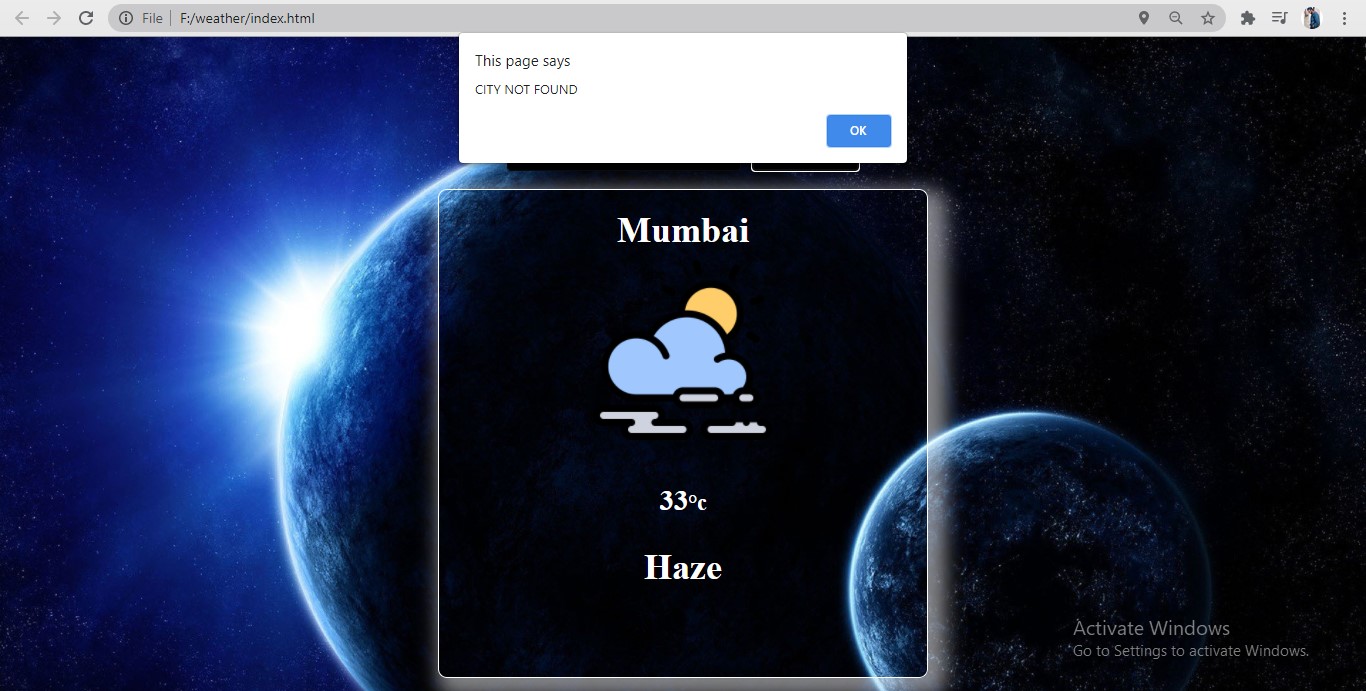 File
F:/weather/index.html
This page says
CITY NOT FOUND
OK
Mumbai
33°c
Haze
Activate Windows
Go to Settings to activate Windows.